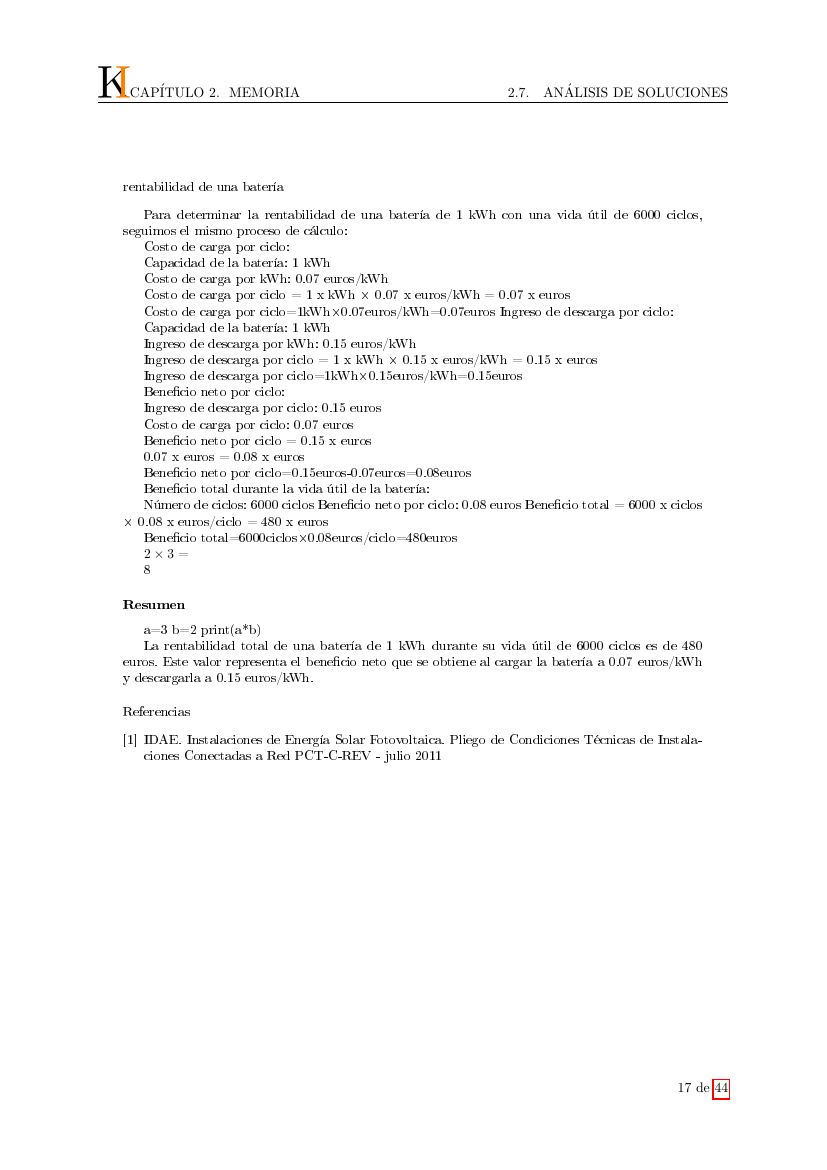 KI CAPÍTULO 2. MEMORIA 2.7. ANÁLISIS DE SOLUCIONES
rentabilidad de una batería
Para determinar la rentabilidad de una batería de 1 kWh con una vida útil de 6000 ciclos,
seguimos el mismo proceso de cálculo:
Costo de carga por ciclo:
Capacidad de la batería: 1 kWh
Costo de carga por kWh: 0.07 euros/kWh
Costo de carga por ciclo = 1 x kWh × 0.07 x euros/kWh = 0.07 x euros
Costo de carga por ciclo=1kWh×0.07euros/kWh=0.07euros Ingreso de descarga por ciclo:
Capacidad de la batería: 1 kWh
Ingreso de descarga por kWh: 0.15 euros/kWh
Ingreso de descarga por ciclo = 1 x kWh × 0.15 x euros/kWh = 0.15 x euros
Ingreso de descarga por ciclo=1kWh×0.15euros/kWh=0.15euros
Beneficio neto por ciclo:
Ingreso de descarga por ciclo: 0.15 euros
Costo de carga por ciclo: 0.07 euros
Beneficio neto por ciclo = 0.15 x euros
0.07 x euros = 0.08 x euros
Beneficio neto por ciclo=0.15euros-0.07euros=0.08euros
Beneficio total durante la vida útil de la batería:
Número de ciclos: 6000 ciclos Beneficio neto por ciclo: 0.08 euros Beneficio total = 6000 x ciclos
× 0.08 x euros/ciclo = 480 x euros
Beneficio total=6000ciclos×0.08euros/ciclo=480euros
2 × 3 =
8
Resumen
a=3 b=2 print(a*b)
La rentabilidad total de una batería de 1 kWh durante su vida útil de 6000 ciclos es de 480
euros. Este valor representa el beneficio neto que se obtiene al cargar la batería a 0.07 euros/kWh
y descargarla a 0.15 euros/kWh.
Referencias
[1] IDAE. Instalaciones de Energía Solar Fotovoltaica. Pliego de Condiciones Técnicas de Instala-
ciones Conectadas a Red PCT-C-REV - julio 2011
17 de 44